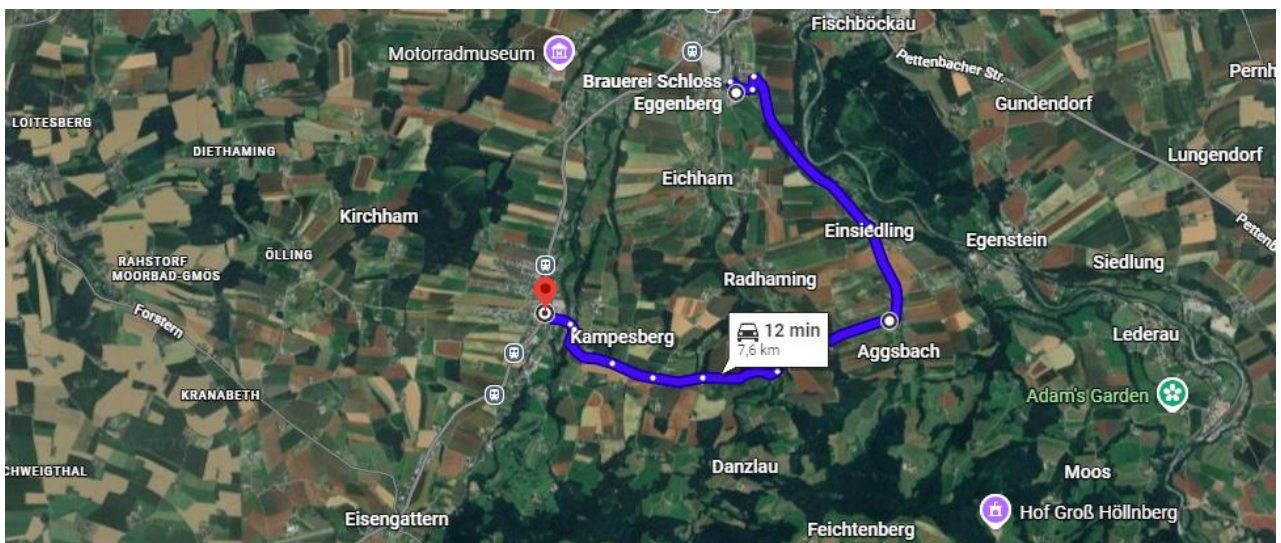 Fischböckau
Motorradmuseum
Pettenbacher Str.
Brauerei Schloss
Eggenberg
Pernh
Gundendorf
LOITESBERG
DIETHAMING
Lungendorf
Eichham
Kirchham
Pettenb
Einsiedling
Egenstein
ÖLLING
RAHSTORF
MOORBAD-GMÖS
Siedlung
Radhaming
Forstern
Kampesberg
12 min
7,6 km
Lederau
Aggsbach
KRANABETH
Adam's Garden
CHWEIGTHAL
Danzlau
Moos
Eisengattern
Hof Groß Höllnberg
Feichtenberg